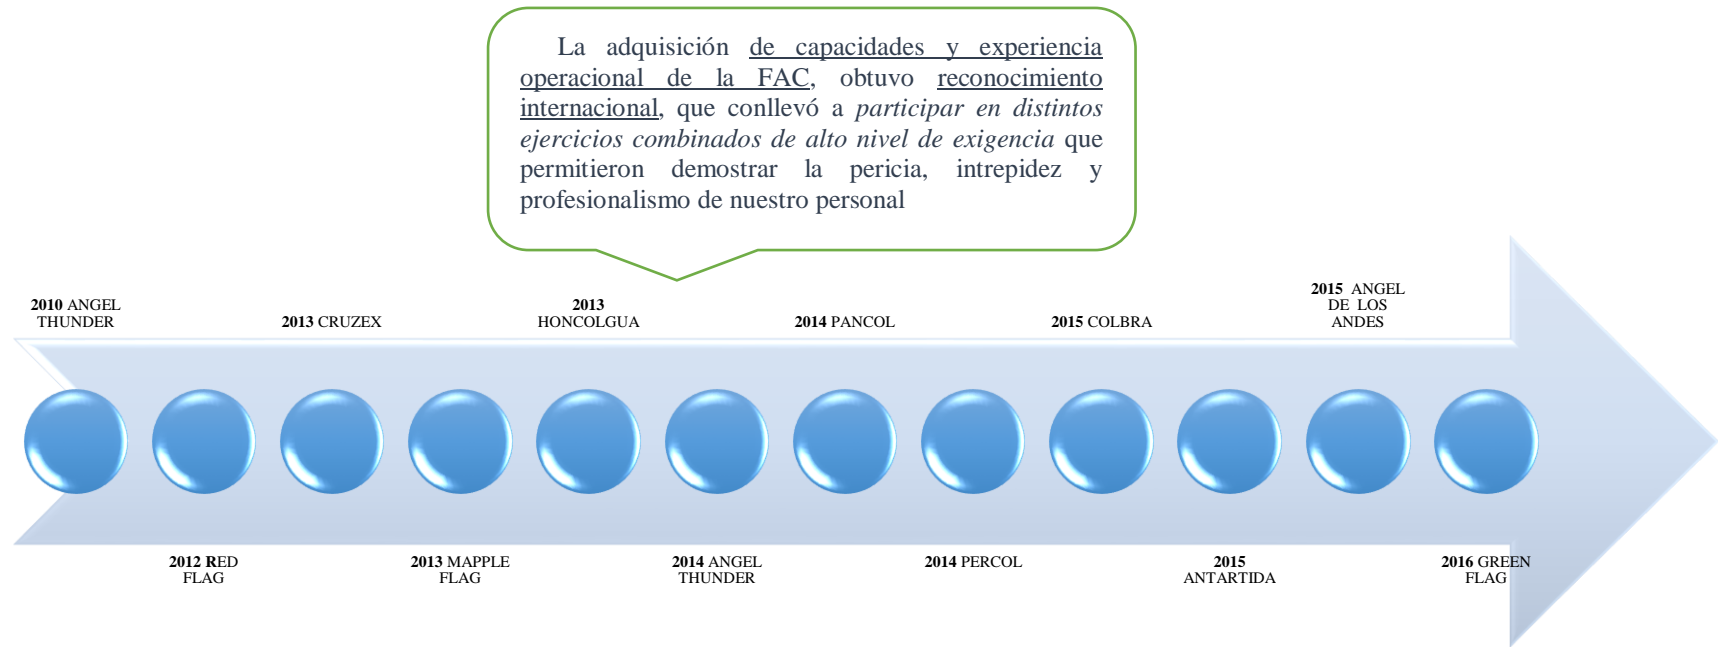 La adquisición de capacidades y experiencia
operacional de la FAC, obtuvo reconocimiento
internacional, que conllevó a participar en distintos
ejercicios combinados de alto nivel de exigencia que
permitieron demostrar la pericia, intrepidez y
profesionalismo de nuestro personal
2010 ANGEL
THUNDER
2012 RED
FLAG
2013 CRUZEX
2013 MAPPLE
FLAG
2013
HONCOLGUA
2014 ANGEL
THUNDER
2014 PANCOL
2014 PERCOL
2015 COLBRA
2015
ANTARTIDA
2015 ANGEL
DE LOS
ANDES
2016 GREEN
FLAG